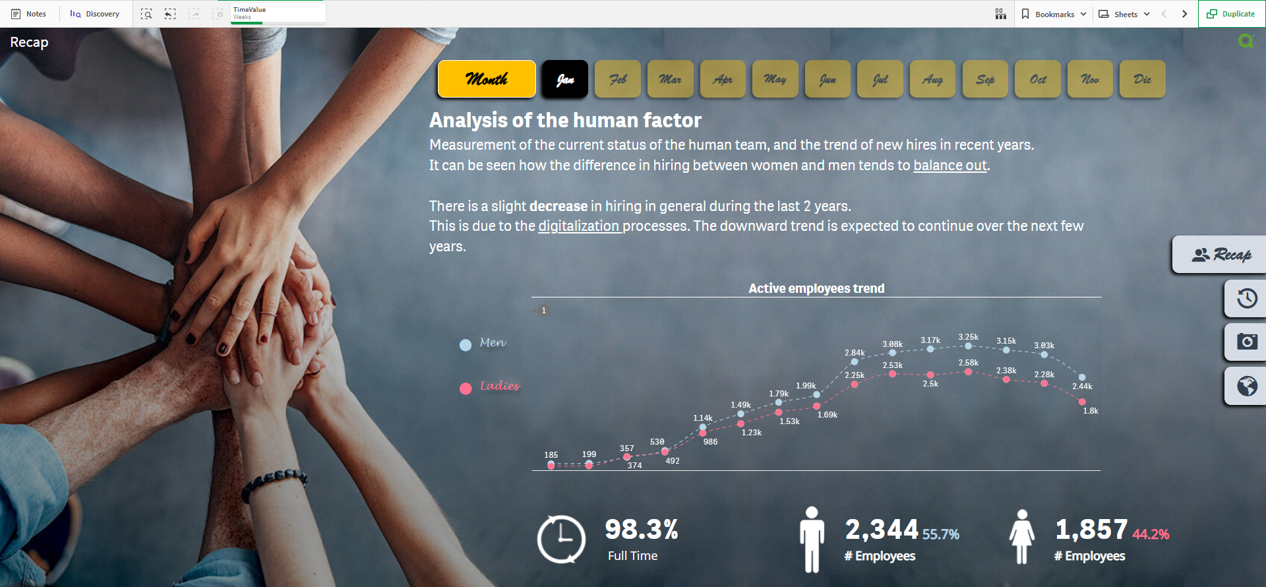 Notes
Discovery
TimeValue
Weeks
Bookmarks
Sheets
Duplicate
Recap
Month Jan Feb Mar Apr May Jun Jul Aug Sep Oct Nov Dic
Analysis of the human factor
Measurement of the current status of the human team, and the trend of new hires in recent years.
It can be seen how the difference in hiring between women and men tends to balance out.
There is a slight decrease in hiring in general during the last 2 years.
This is due to the digitalization processes. The downward trend is expected to continue over the next few
years.
Recap
Active employees trend
1
Men
Ladies
185 199 357 530 1.14k 1.49k 1.79k 1.99k 2.84k 3.08k 3.17k 3.25k 3.15k 3.03k 2.44k
374 492 986 1.23k 1.53k 1.69k 2.25k 2.53k 2.5k 2.58k 2.38k 2.28k 1.8k
98.3%
Full Time
2,344 55.7%
# Employees
1,857 44.2%
# Employees